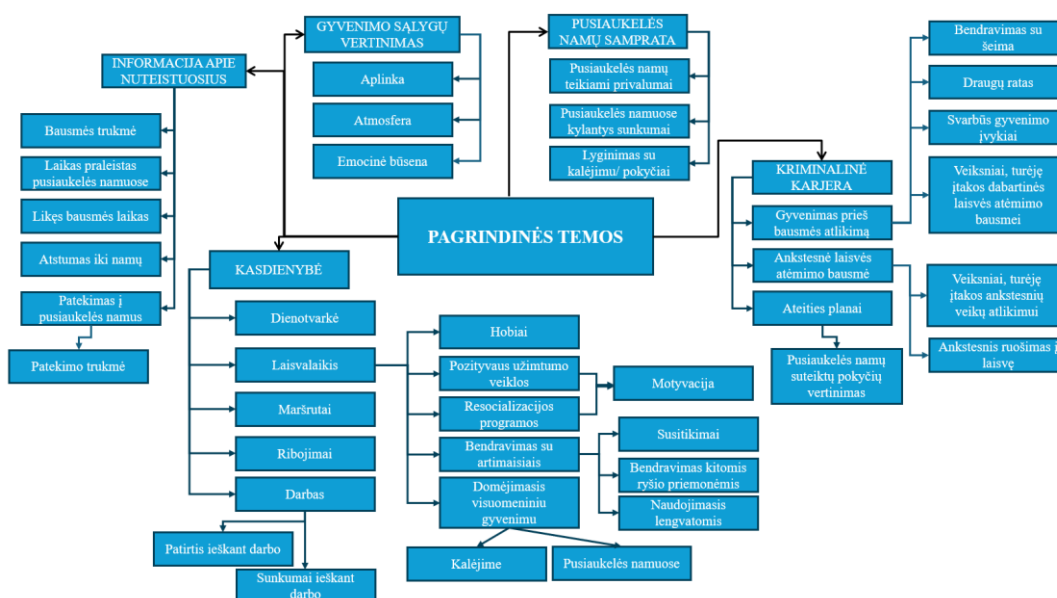 GYVENIMO SĄLYGŲ
VERTINIMAS
Aplinka
Atmosfera
Emocinė būsena
PUSIAUKELĖS
NAMŲ SAMPRATA
Pusiaukelės namų
teikiami privalumai
Pusiaukelės namuose
kylantys sunkumai
Lyginimas su
kalėjimu/ pokyčiai
INFORMACIJA APIE
NUTEISTUOSIUS
Bausmės trukmė
Laikas praleistas
pusiaukelės namuose
Likęs bausmės laikas
Atstumas iki namų
Patekimas į
pusiaukelės namus
Patekimo trukmė
PAGRINDINĖS TEMOS
KRIMINALINĖ
KARJERA
Gyvenimas prieš
bausmės atlikimą
Bendravimas su
šeima
Draugų ratas
Svarbūs gyvenimo
įvykiai
Veiksniai, turėję
įtakos dabartinės
laisvės atėmimo
bausmei
Ankstesnė laisvės
atėmimo bausmė
Veiksniai, turėję
įtakos ankstesnių
veikų atlikimui
Ankstesnis ruošimas į
laisvę
Ateities planai
Pusiaukelės namų
suteiktų pokyčių
vertinimas
KASDIENYBĖ
Dienotvarkė
Laisvalaikis
Maršrutai
Ribojimai
Darbas
Patirtis ieškant darbo
Sunkumai ieškant
darbo
Hobiai
Pozityvaus užimtumo
veiklos
Resocializacijos
programos
Motyvacija
Bendravimas su
artimaisiais
Susitikimai
Bendravimas kitomis
ryšio priemonėmis
Naudojimasis
lengvatomis
Domėjimasis
visuomeniniu
gyvenimu
Kalėjime
Pusiaukelės namuose